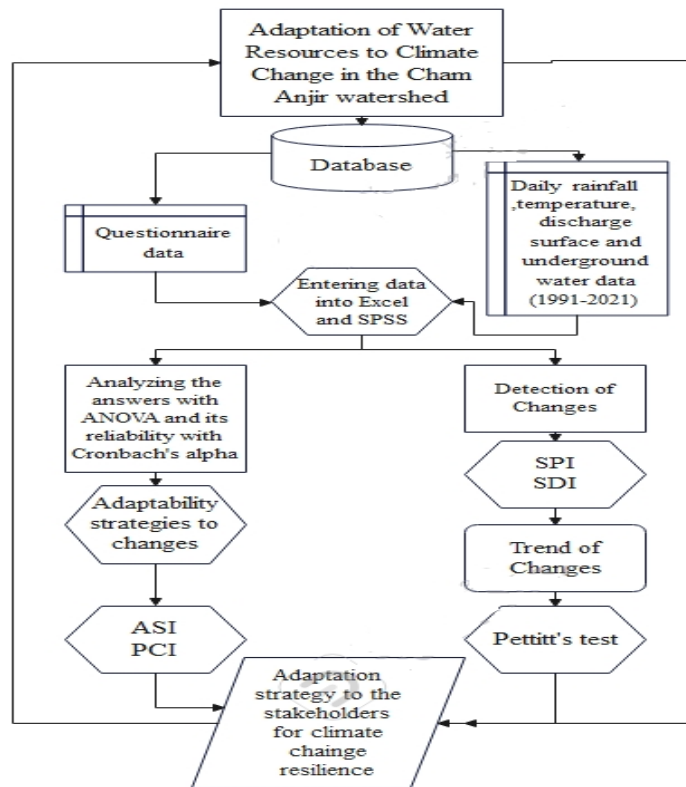 Adaptation of Water
Resources to Climate
Change in the Cham
Anjir watershed
Database
Questionnaire
data
Daily rainfall
,temperature,
discharge
surface and
underground
water data
(1991-2021)
Entering data
into Excel
and SPSS
Analyzing the
answers with
ANOVA and its
reliability with
Cronbach's alpha
Detection of
Changes
Adaptability
strategies to
changes
SPI
SDI
Trend of
Changes
ASI
PCI
Pettitt's test
Adaptation
strategy to the
stakeholders
for climate
chainge
resilience